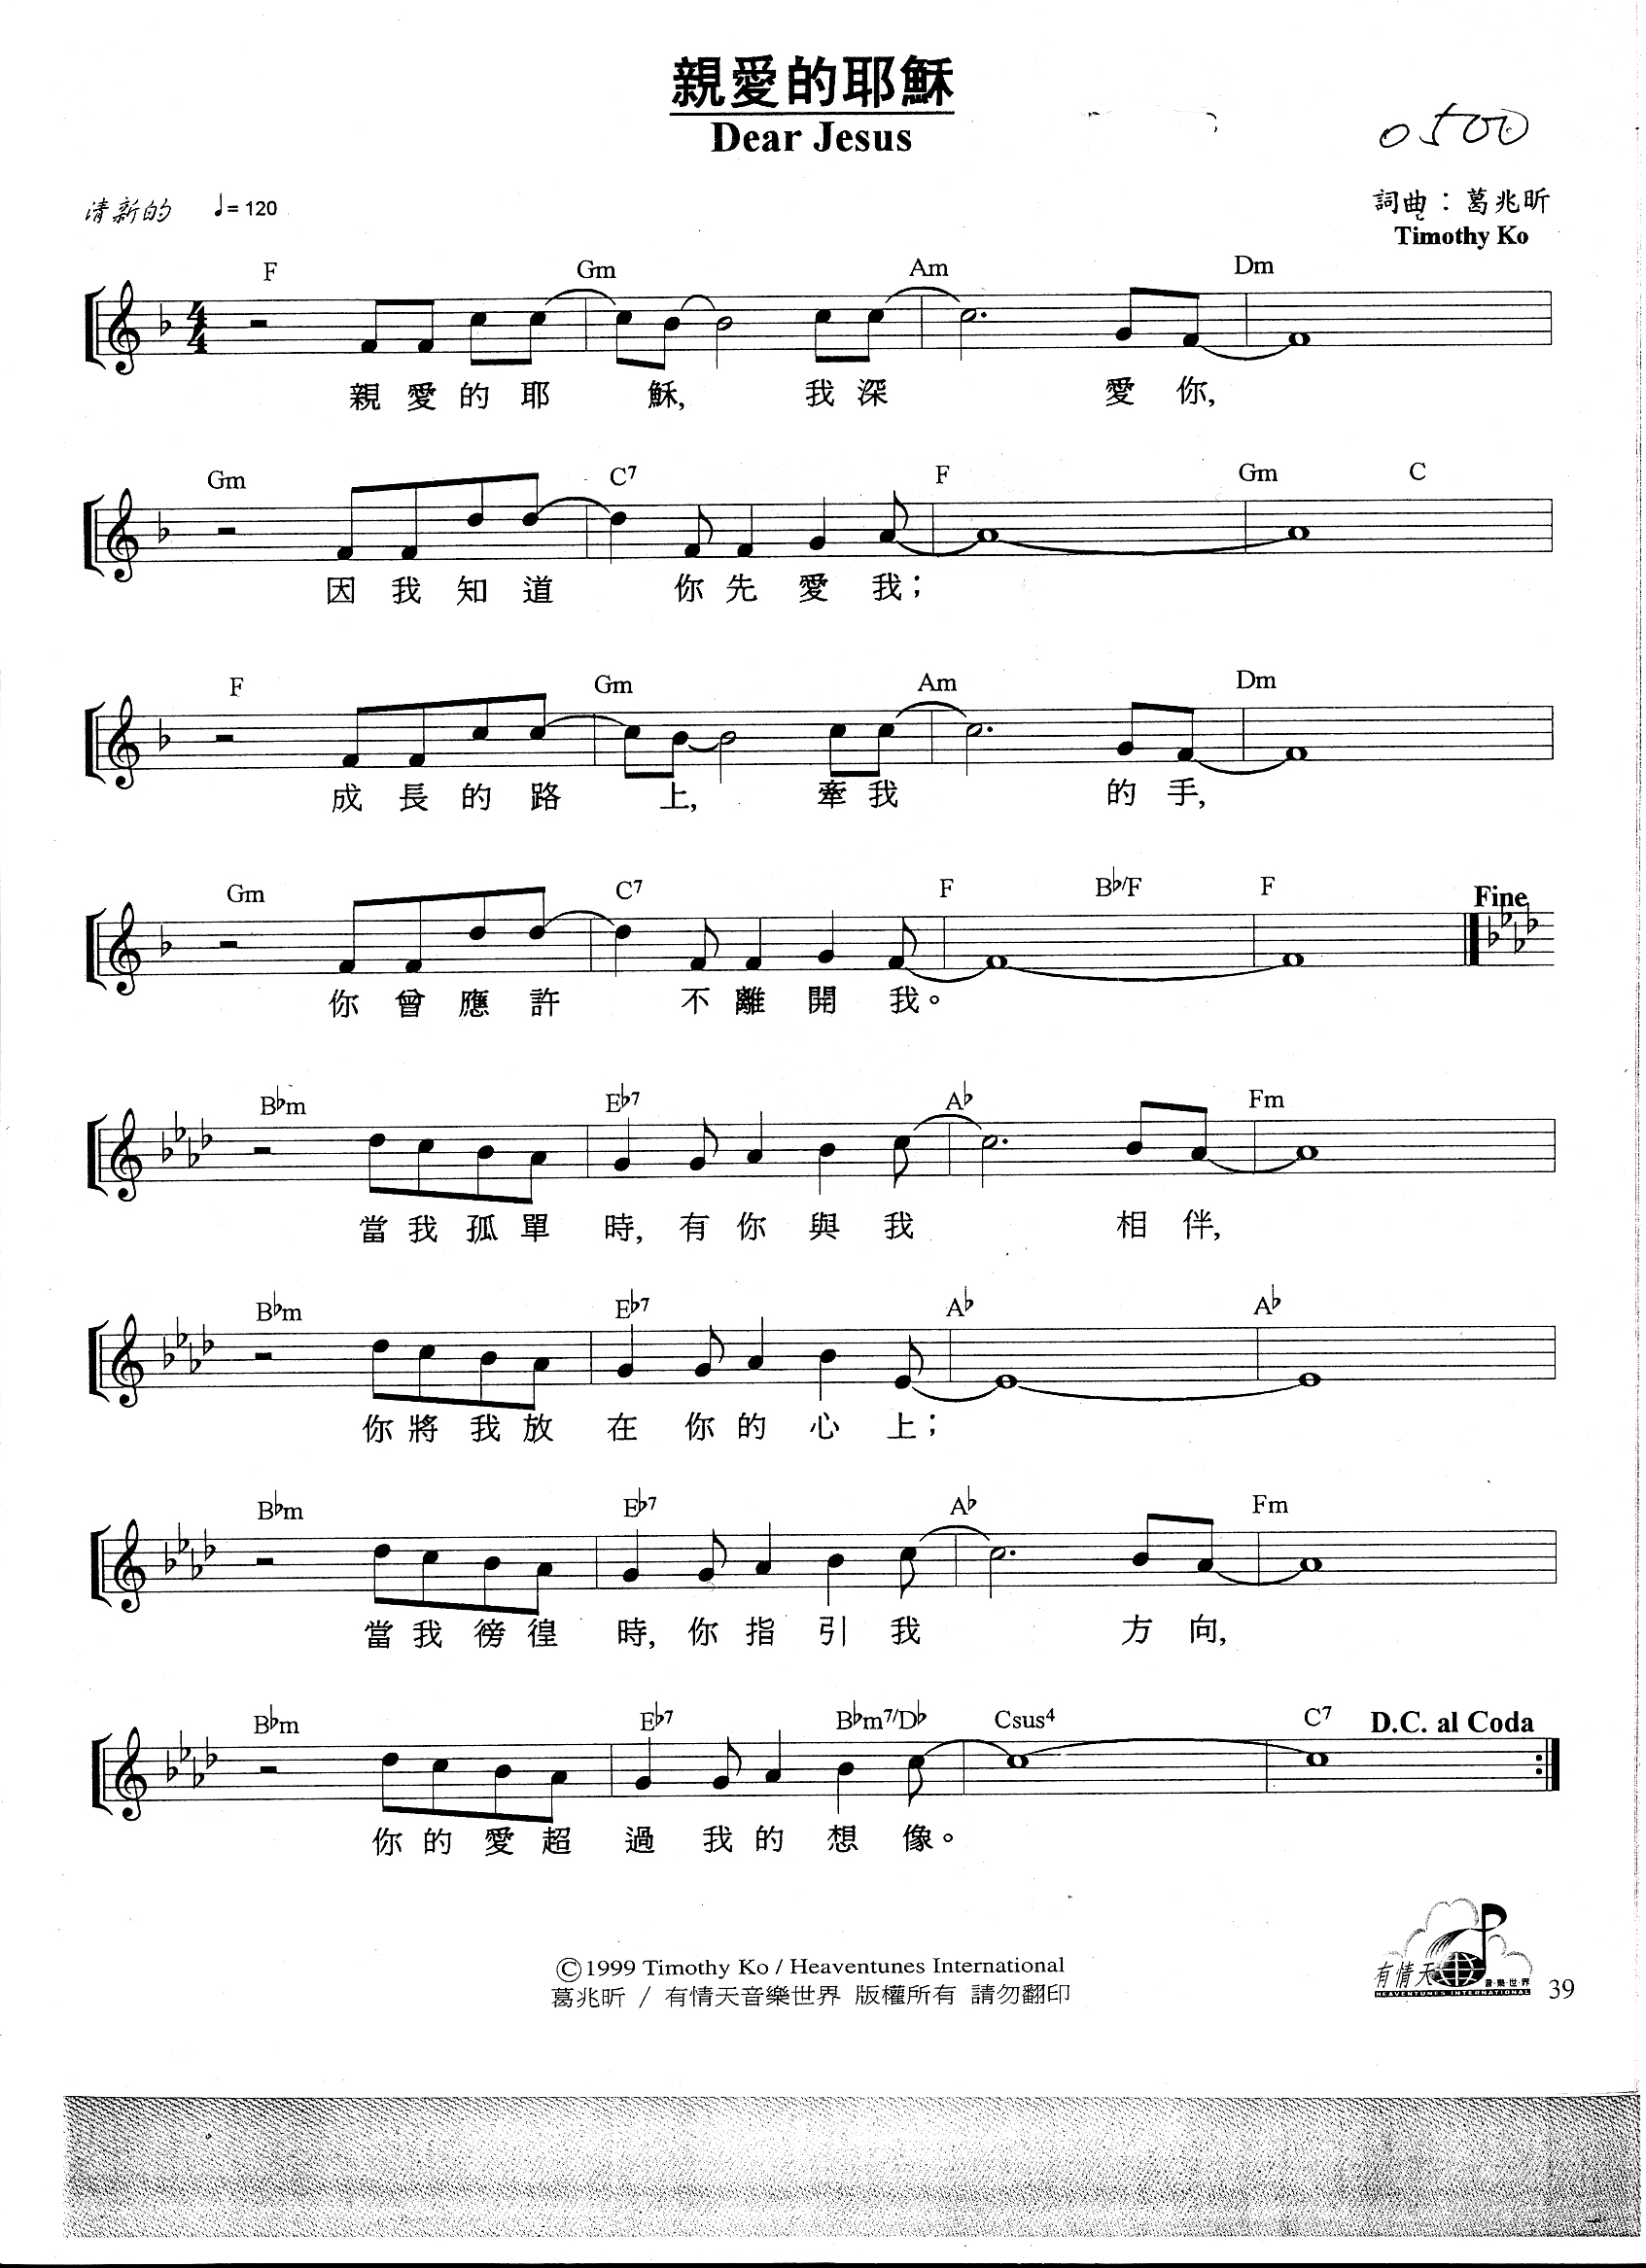 親愛的耶穌
Dear Jesus
0500
清新的 ♩= 120
詞曲：葛兆昕
Timothy Ko
F Gm Am Dm
親愛的耶 穌, 我深 愛你,
Gm C7 F Gm C
因我知道 你先愛我；
F Gm Am Dm
成長的路 上, 牽我 的手,
Gm C7 F B♭/F F Fine
你曾應許 不離開我。
B♭m E♭7 A♭ Fm
當我孤單 時, 有你與我 相伴,
B♭m E♭7 A♭ A♭
你將我放 在你的心上；
B♭m E♭7 A♭ Fm
當我徬徨 時, 你指引我 方向,
B♭m E♭7 B♭m7/D♭ Csus4 C7 D.C. al Coda
你的愛超 過我的想像。
©1999 Timothy Ko / Heaventunes International
葛兆昕 / 有情天音樂世界 版權所有 請勿翻印
有情天 音·樂·世·界
HEAVENTUNES INTERNATIONAL
39